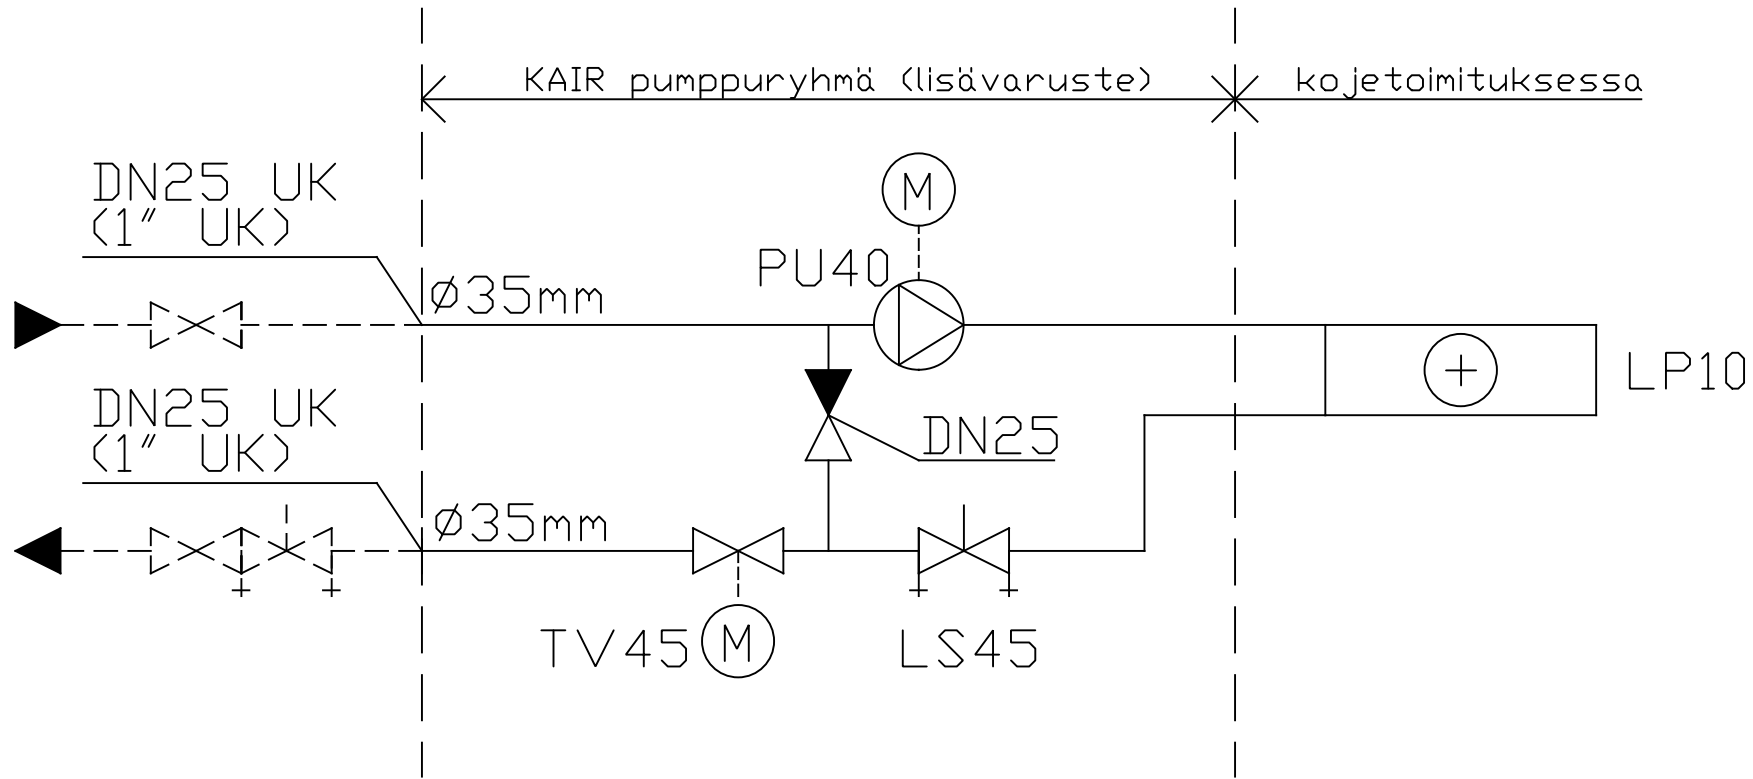 KAIR pumppuryhmä (lisävaruste)
kojetoimituksessa
DN25 UK
(1" UK)
M
PU40
Ø35mm
LP10
DN25 UK
(1" UK)
DN25
Ø35mm
TV45
M
LS45